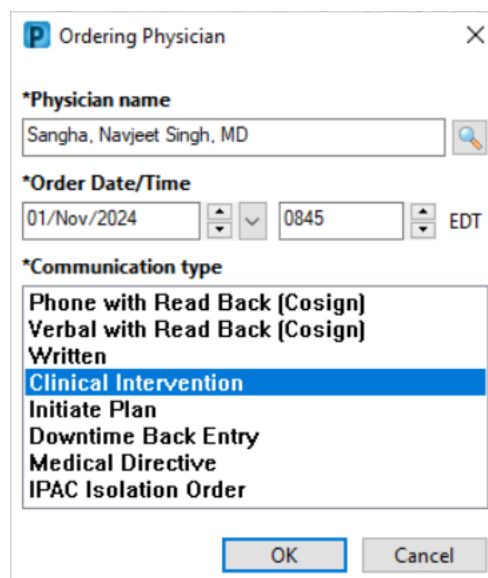 P Ordering Physician
*Physician name
Sangha, Navjeet Singh, MD
*Order Date/Time
01/Nov/2024 0845 EDT
*Communication type
Phone with Read Back (Cosign)
Verbal with Read Back (Cosign)
Written
Clinical Intervention
Initiate Plan
Downtime Back Entry
Medical Directive
IPAC Isolation Order
OK Cancel